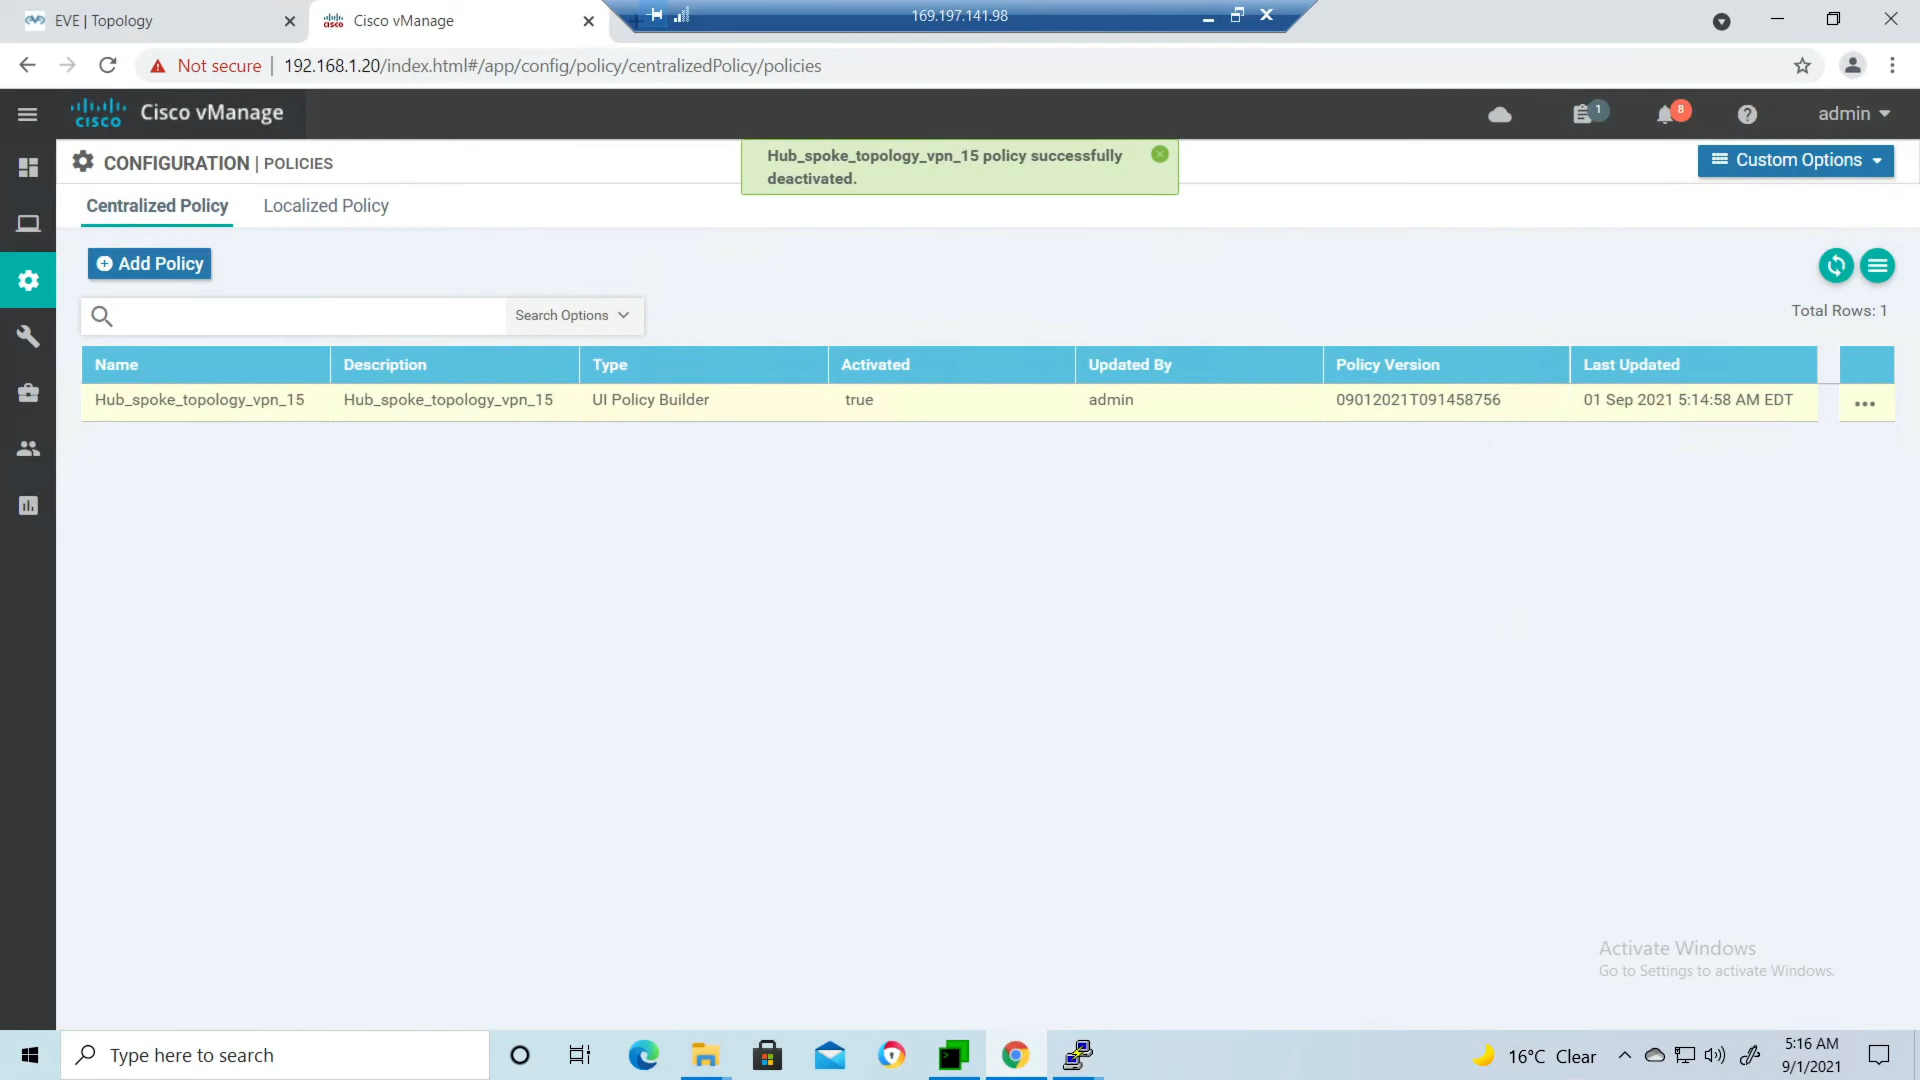 EVE | Topology
Cisco vManage
169.197.141.98
Not secure | 192.168.1.20/index.html#/app/config/policy/centralizedPolicy/policies
cisco Cisco vManage
1
8
admin
CONFIGURATION | POLICIES
Hub_spoke_topology_vpn_15 policy successfully
deactivated.
Custom Options
Centralized Policy
Localized Policy
Add Policy
Search Options
Total Rows: 1
Name Description Type Activated Updated By Policy Version Last Updated
Hub_spoke_topology_vpn_15 Hub_spoke_topology_vpn_15 UI Policy Builder true admin 09012021T091458756 01 Sep 2021 5:14:58 AM EDT
Activate Windows
Go to Settings to activate Windows.
Type here to search
16°C Clear
5:16 AM
9/1/2021